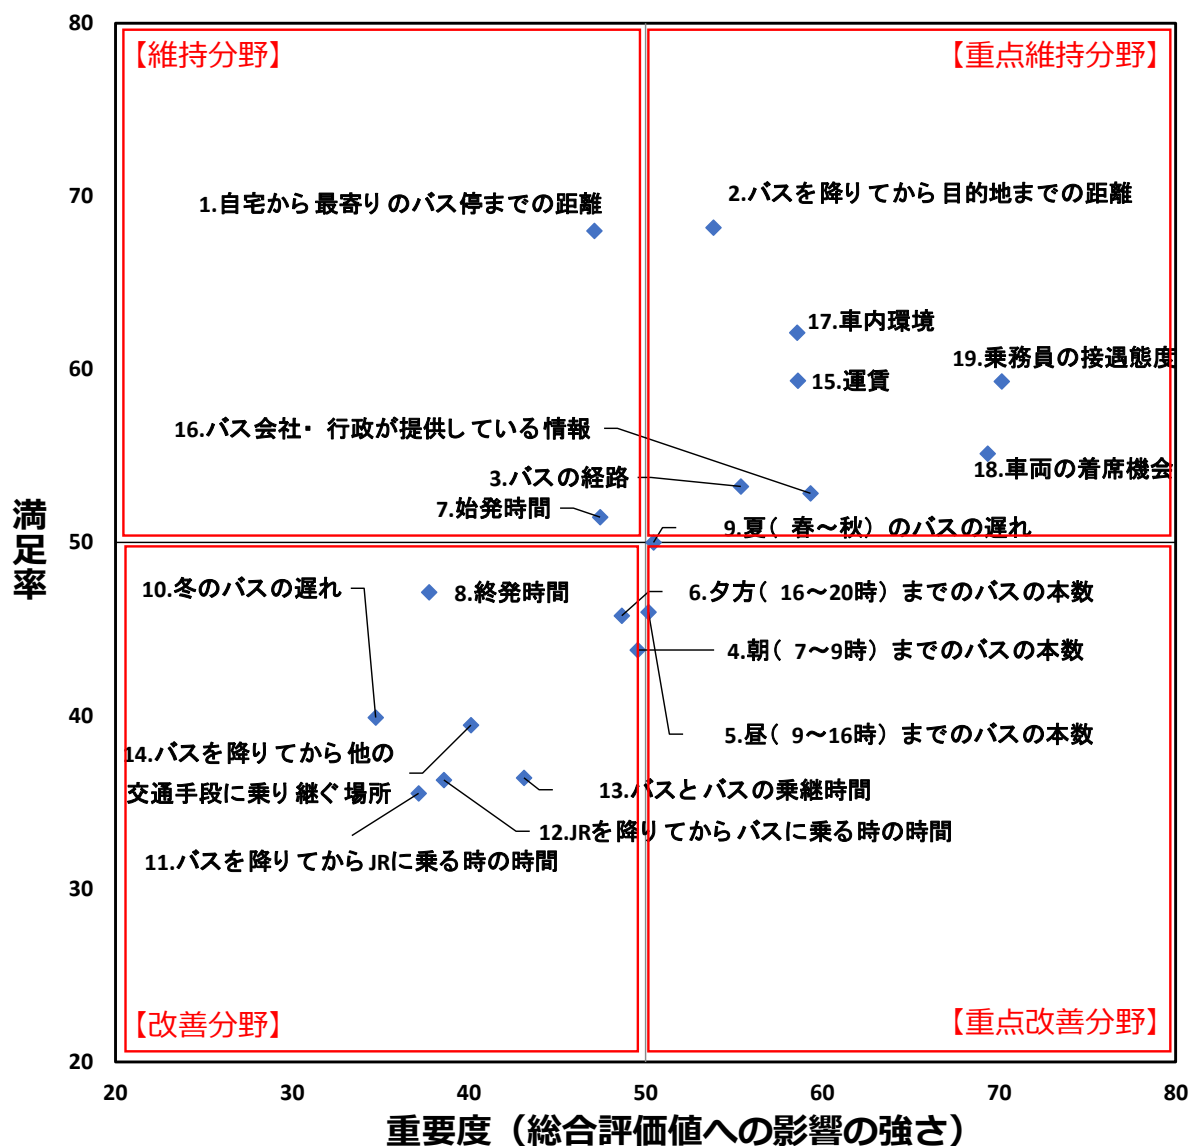 80
【維持分野】
【重点維持分野】
70
1.自宅から最寄りのバス停までの距離
2.バスを降りてから目的地までの距離
17.車内環境
60
19.乗務員の接遇態度
15.運賃
16.バス会社・行政が提供している情報
18.車両の着席機会
3.バスの経路
7.始発時間
満足率
50
9.夏(春～秋)のバスの遅れ
10.冬のバスの遅れ
8.終発時間
6.夕方(16～20時)までのバスの本数
4.朝(7～9時)までのバスの本数
40
5.昼(9～16時)までのバスの本数
14.バスを降りてから他の
交通手段に乗り継ぐ場所
13.バスとバスの乗継時間
12.JRを降りてからバスに乗る時の時間
11.バスを降りてからJRに乗る時の時間
30
【改善分野】
【重点改善分野】
20
20 30 40 50 60 70 80
重要度（総合評価値への影響の強さ）